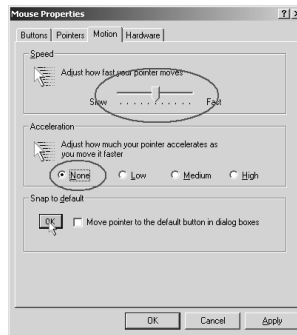 Mouse Properties
Buttons Pointers Motion Hardware
Speed
Adjust how fast your pointer moves
Slow Fast
Acceleration
Adjust how much your pointer accelerates as
you move it faster
None Low Medium High
Snap to default
OK Move pointer to the default button in dialog boxes
OK Cancel Apply